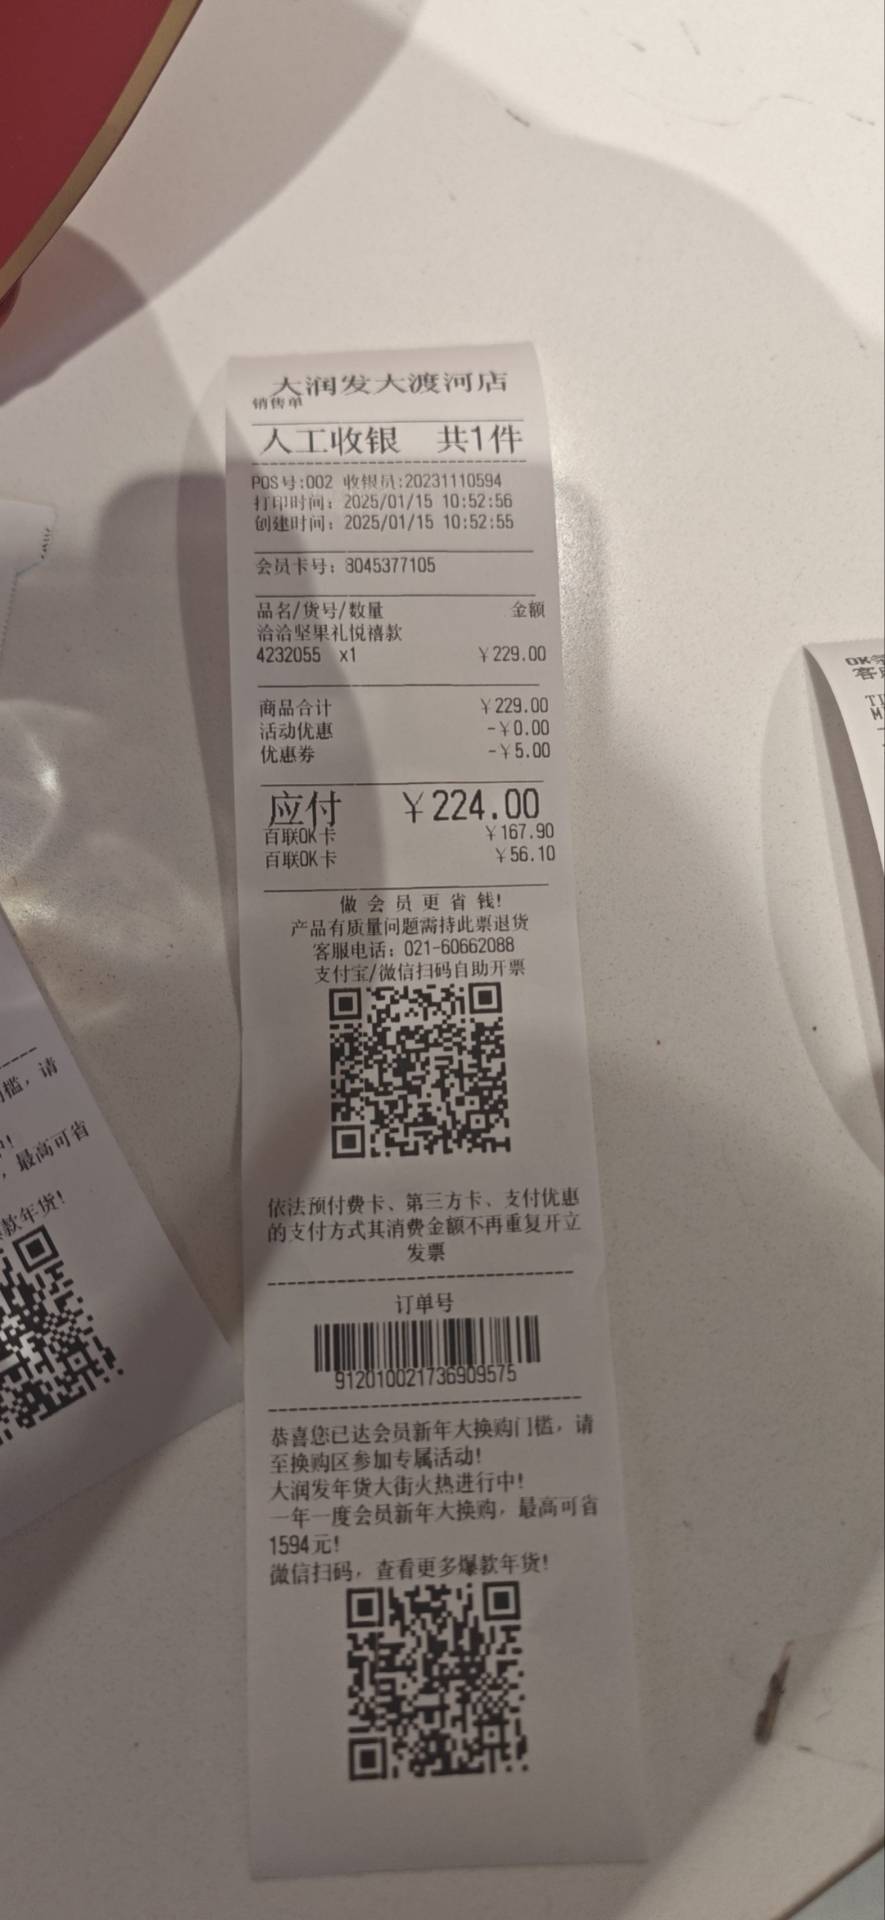 大润发大渡河店
销售单
人工收银 共1件
POS号:002 收银员:20231110594
打印时间: 2025/01/15 10:52:56
创建时间: 2025/01/15 10:52:55
会员卡号: 8045377105
品名/货号/数量 金额
洽洽坚果礼悦禧款
4232055 x1 ￥229.00
商品合计 ￥229.00
活动优惠 -￥0.00
优惠券 -￥5.00
应付 ￥224.00
百联OK卡 ￥167.90
百联OK卡 ￥56.10
做会员更省钱!
产品有质量问题需持此票退货
客服电话: 021-60662088
支付宝/微信扫码自助开票
依法预付费卡、第三方卡、支付优惠
的支付方式其消费金额不再重复开立
发票
订单号
912010021736909575
恭喜您已达会员新年大换购门槛，请
至换购区参加专属活动!
大润发年货大街火热进行中!
一年一度会员新年大换购，最高可省
1594元!
微信扫码，查看更多爆款年货!
槛，请
，最高可省
款年货!
OK